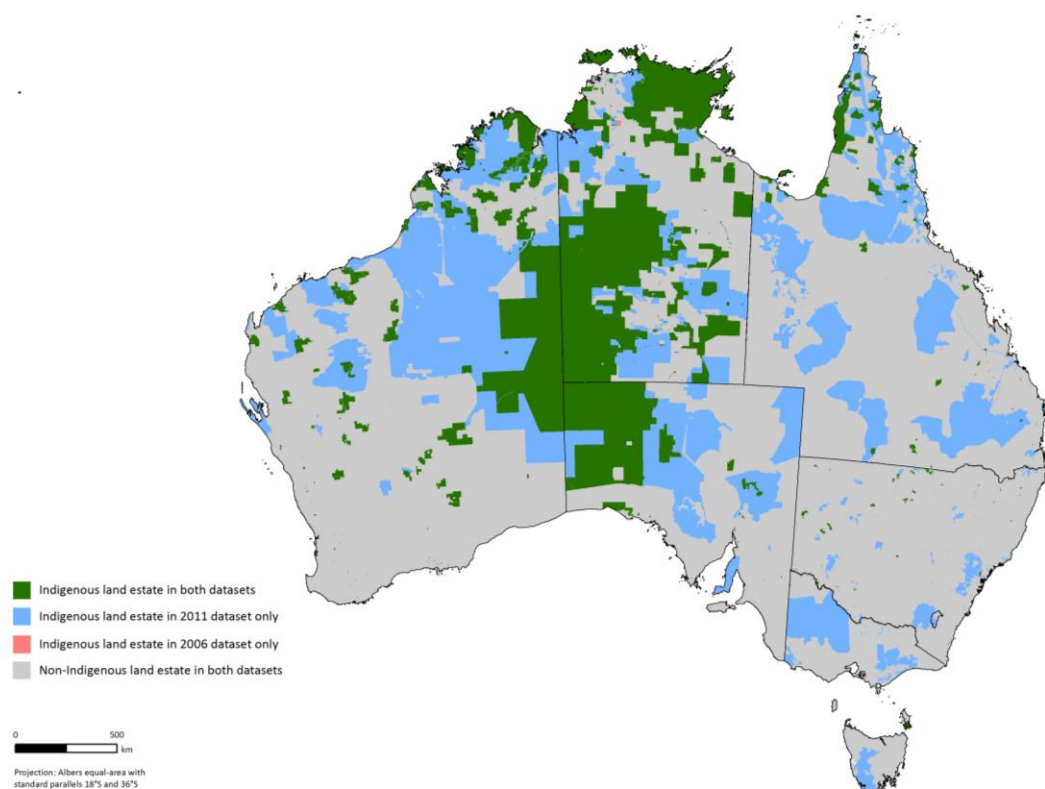 Indigenous land estate in both datasets
Indigenous land estate in 2011 dataset only
Indigenous land estate in 2006 dataset only
Non-Indigenous land estate in both datasets
0 500
km
Projection: Albers equal-area with
standard parallels 18°S and 36°S